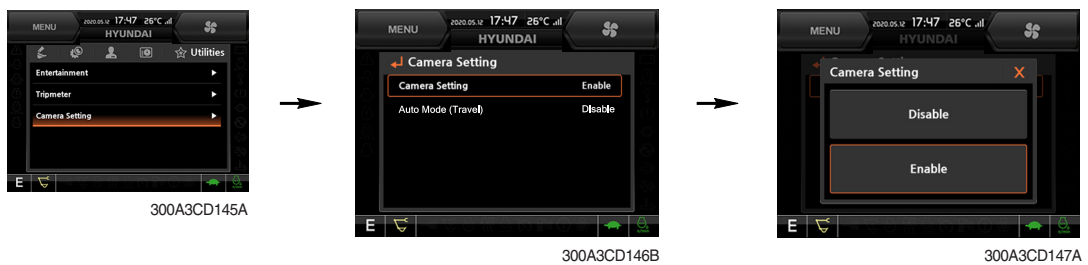 MENU
2020.05.12 17:47 26°C
HYUNDAI
Utilities
Entertainment
Tripmeter
Camera Setting
E
300A3CD145A
MENU
2020.05.12 17:47 26°C
HYUNDAI
Camera Setting
Camera Setting Enable
Auto Mode (Travel) Disable
E
300A3CD146B
MENU
2020.05.12 17:47 26°C
HYUNDAI
Camera Setting X
Disable
Enable
E
300A3CD147A